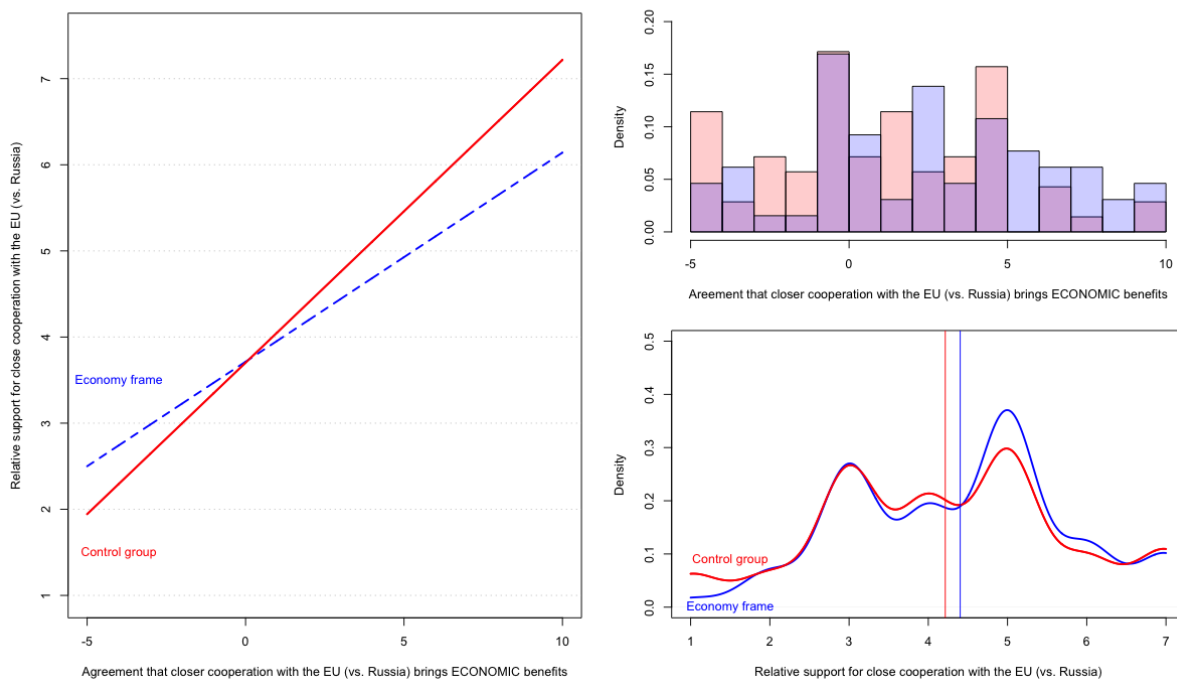 Relative support for close cooperation with the EU (vs. Russia)
7
6
5
4
3
2
1
Economy frame
Control group
-5 0 5 10
Agreement that closer cooperation with the EU (vs. Russia) brings ECONOMIC benefits
Density
0.20
0.15
0.10
0.05
0.00
-5 0 5 10
Areement that closer cooperation with the EU (vs. Russia) brings ECONOMIC benefits
Density
0.5
0.4
0.3
0.2
0.1
0.0
Control group
Economy frame
1 2 3 4 5 6 7
Relative support for close cooperation with the EU (vs. Russia)